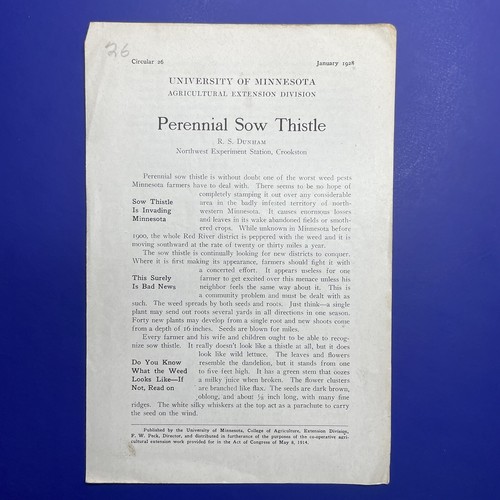 26
Circular 26 January 1928
UNIVERSITY OF MINNESOTA
AGRICULTURAL EXTENSION DIVISION
Perennial Sow Thistle
R. S. DUNHAM
Northwest Experiment Station, Crookston
Perennial sow thistle is without doubt one of the worst weed pests
Minnesota farmers have to deal with. There seems to be no hope of
completely stamping it out over any considerable
Sow Thistle
Is Invading
Minnesota
area in the badly infested territory of north-
western Minnesota. It causes enormous losses
and leaves in its wake abandoned fields or smoth-
ered crops. While unknown in Minnesota before
1900, the whole Red River district is peppered with the weed and it is
moving southward at the rate of twenty or thirty miles a year.
The sow thistle is continually looking for new districts to conquer.
Where it is first making its appearance, farmers should fight it with
a concerted effort. It appears useless for one
This Surely
Is Bad News
farmer to get excited over this menace unless his
neighbor feels the same way about it. This is
a community problem and must be dealt with as
such. The weed spreads by both seeds and roots. Just think—a single
plant may send out roots several yards in all directions in one season.
Forty new plants may develop from a single root and new shoots come
from a depth of 16 inches. Seeds are blown for miles.
Every farmer and his wife and children ought to be able to recog-
nize sow thistle. It really doesn't look like a thistle at all, but it does
look like wild lettuce. The leaves and flowers
Do You Know
What the Weed
Looks Like—If
Not, Read on
resemble the dandelion, but it stands from one
to five feet high. It has a green stem that oozes
a milky juice when broken. The flower clusters
are branched like flax. The seeds are dark brown,
oblong, and about 1/8 inch long, with many fine
ridges. The white silky whiskers at the top act as a parachute to carry
the seed on the wind.
Published by the University of Minnesota, College of Agriculture, Extension Division,
F. W. Peck, Director, and distributed in furtherance of the purposes of the co-operative agri-
cultural extension work provided for in the Act of Congress of May 8, 1914.